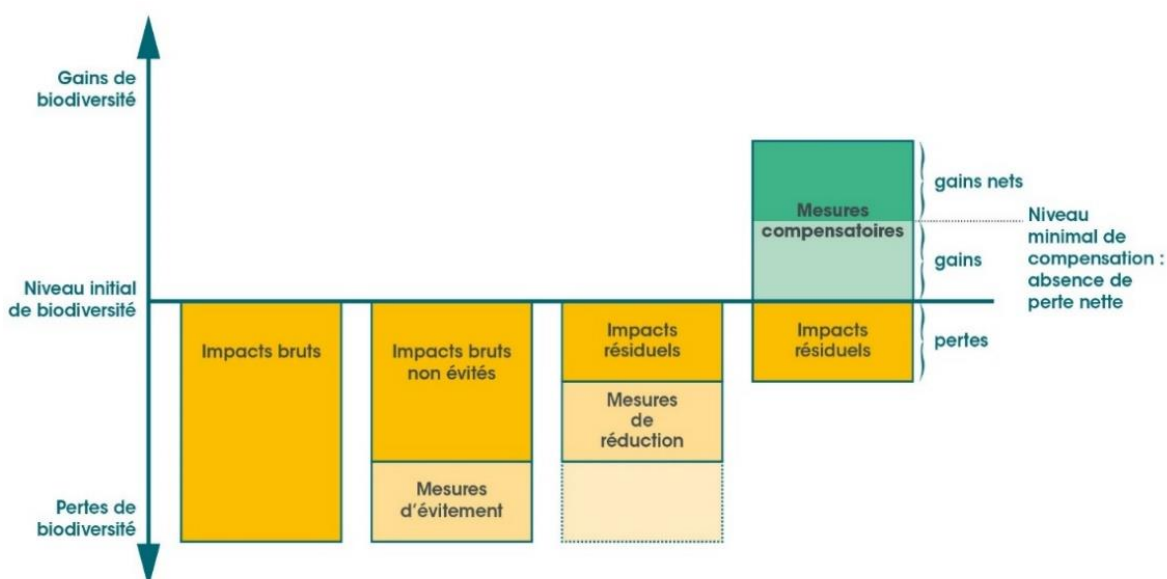 Gains de
biodiversité
Niveau initial
de biodiversité
Pertes de
biodiversité
Impacts bruts
Impacts bruts
non évités
Mesures
d'évitement
Impacts
résiduels
Mesures
de
réduction
Mesures
compensatoires
Impacts
résiduels
gains nets
gains
pertes
Niveau
minimal de
compensation :
absence de
perte nette